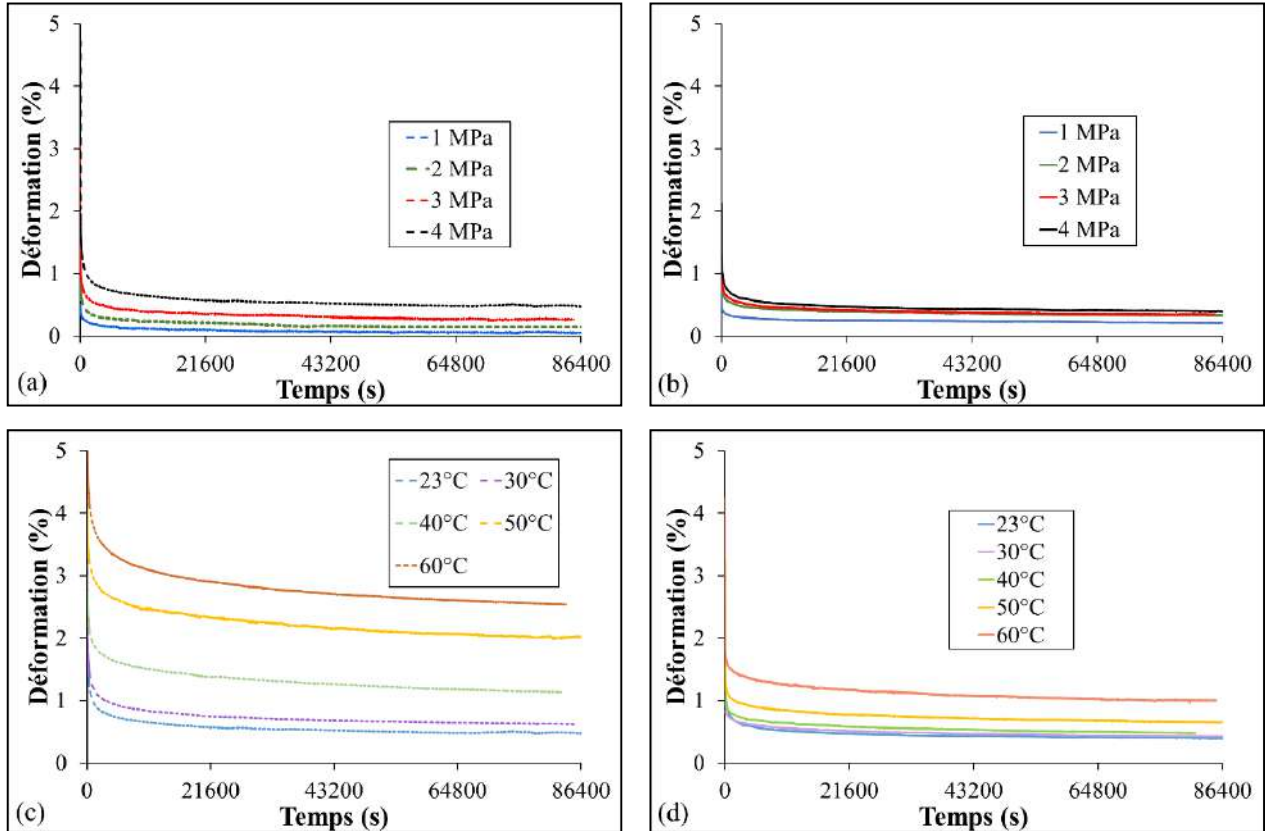 5
4
3
2
1
0
Déformation (%)
1 MPa
2 MPa
3 MPa
4 MPa
0 21600 43200 64800 86400
Temps (s)
(a)
5
4
3
2
1
0
Déformation (%)
1 MPa
2 MPa
3 MPa
4 MPa
0 21600 43200 64800 86400
Temps (s)
(b)
5
4
3
2
1
0
Déformation (%)
23°C 30°C
40°C 50°C
60°C
0 21600 43200 64800 86400
Temps (s)
(c)
5
4
3
2
1
0
Déformation (%)
23°C
30°C
40°C
50°C
60°C
0 21600 43200 64800 86400
Temps (s)
(d)